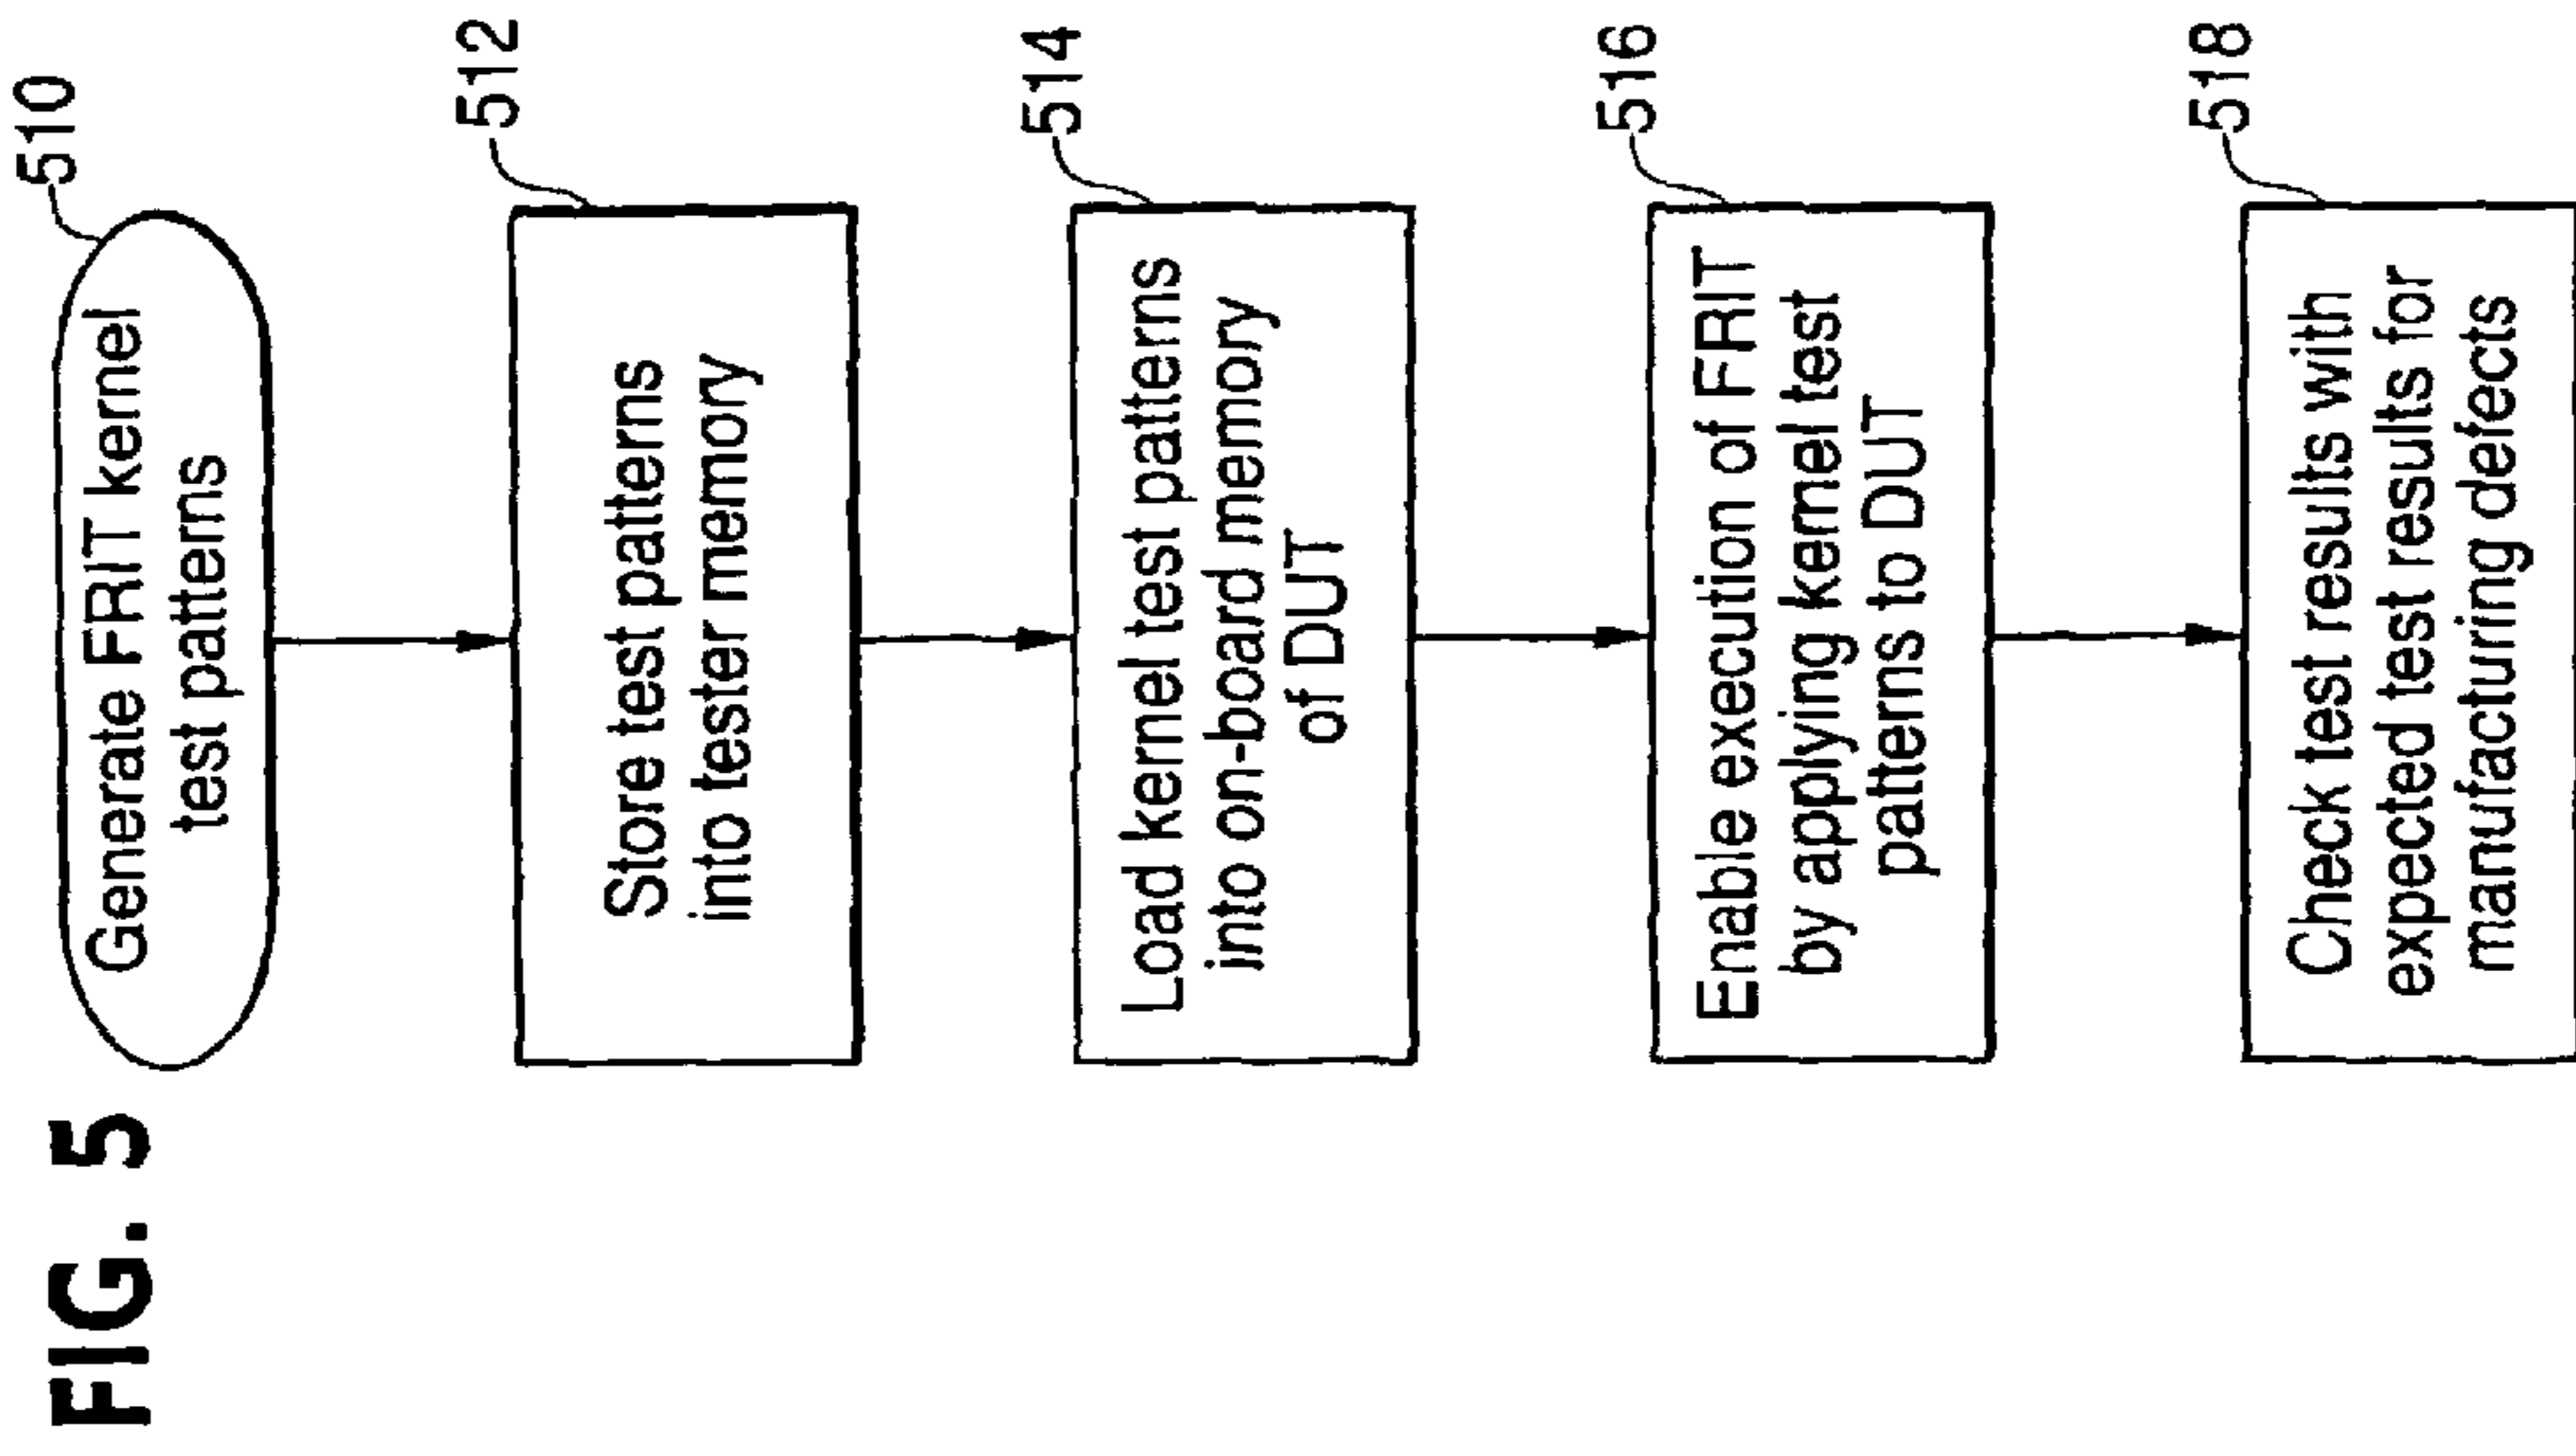 FIG. 5
510
Generate FRIT kernel
test patterns
512
Store test patterns
into tester memory
514
Load kernel test patterns
into on-board memory
of DUT
516
Enable execution of FRIT
by applying kernel test
patterns to DUT
518
Check test results with
expected test results for
manufacturing defects